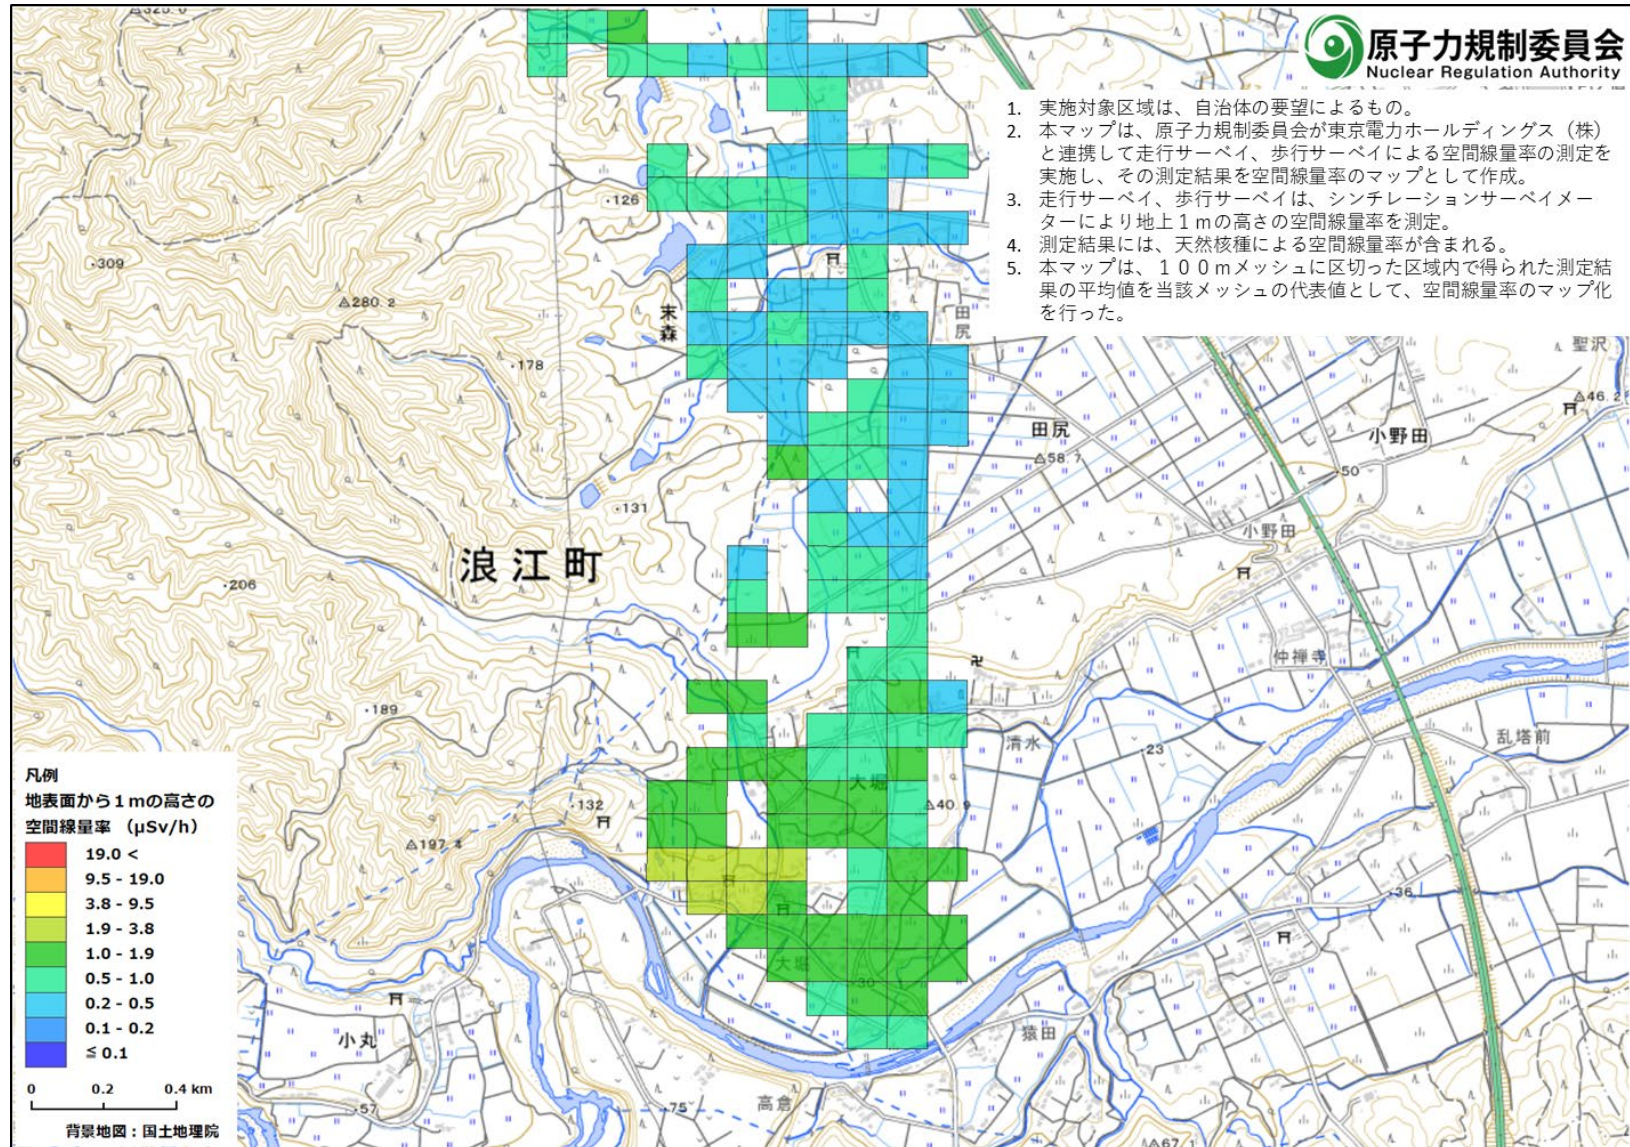 △325.0
原子力規制委員会
Nuclear Regulation Authority
1. 実施対象区域は、自治体の要望によるもの。
2. 本マップは、原子力規制委員会が東京電力ホールディングス（株）
と連携して走行サーベイ、歩行サーベイによる空間線量率の測定を
実施し、その測定結果を空間線量率のマップとして作成。
3. 走行サーベイ、歩行サーベイは、シンチレーションサーベイメー
ターにより地上１ｍの高さの空間線量率を測定。
4. 測定結果には、天然核種による空間線量率が含まれる。
5. 本マップは、１００ｍメッシュに区切った区域内で得られた測定結
果の平均値を当該メッシュの代表値として、空間線量率のマップ化
を行った。
・126
・309
△280.2
末森
田尻
聖沢
・178
△46.2
田尻
小野田
△58.7
・50
・131
小野田
浪江町
・206
仲禅寺
・189
清水
・23
乱塔前
大堀
・132
△40.9
△197.4
・36
大堀
・30
猿田
小丸
高倉
・57
・75
△67.1
凡例
地表面から１ｍの高さの
空間線量率 （μSv/h）
19.0 <
9.5 - 19.0
3.8 - 9.5
1.9 - 3.8
1.0 - 1.9
0.5 - 1.0
0.2 - 0.5
0.1 - 0.2
≦ 0.1
0 0.2 0.4 km
背景地図：国土地理院